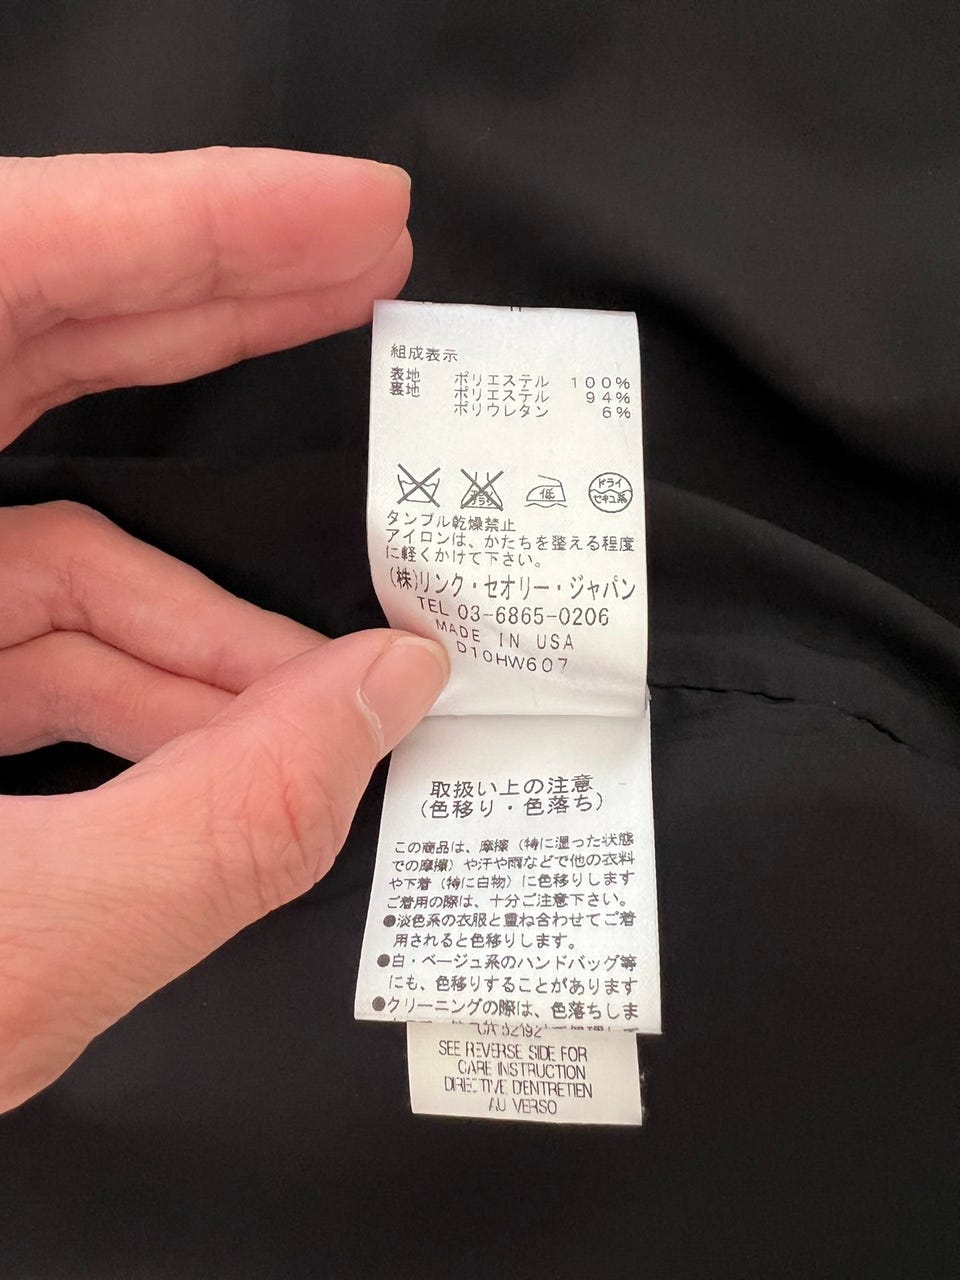 組成表示
表地 ポリエステル 100%
裏地 ポリエステル 94%
ポリウレタン 6%
エンソ
低
ドライ
セキユ系
タンブル乾燥禁止
アイロンは、かたちを整える程度
に軽くかけて下さい。
(株)リンク・セオリー・ジャパン
TEL 03-6865-0206
MADE IN USA
D10HW607
取扱い上の注意
(色移り・色落ち)
この商品は、摩擦(特に湿った状態
での摩擦)や汗や雨などで他の衣料
や下着(特に白物)に色移りします
ご着用の際は、十分ご注意下さい。
●淡色系の衣服と重ね合わせてご着
用されると色移りします。
●白・ベージュ系のハンドバッグ等
にも、色移りすることがあります
●クリーニングの際は、色落ちしま
SEE REVERSE SIDE FOR
CARE INSTRUCTION
DIRECTIVE D'ENTRETIEN
AU VERSO